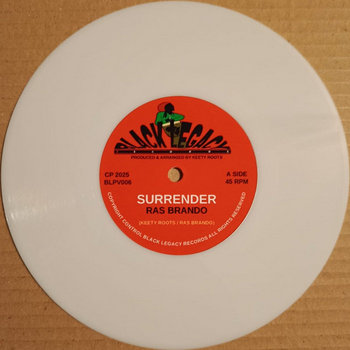 BLACK LEGACY
PRODUCED & ARRANGED BY KEETY ROOTS
CP 2025
BLPV006
A SIDE
45 RPM
SURRENDER
RAS BRANDO
(KEETY ROOTS / RAS BRANDO)
COPYRIGHT CONTROL BLACK LEGACY RECORDS ALL RIGHT RESERVED